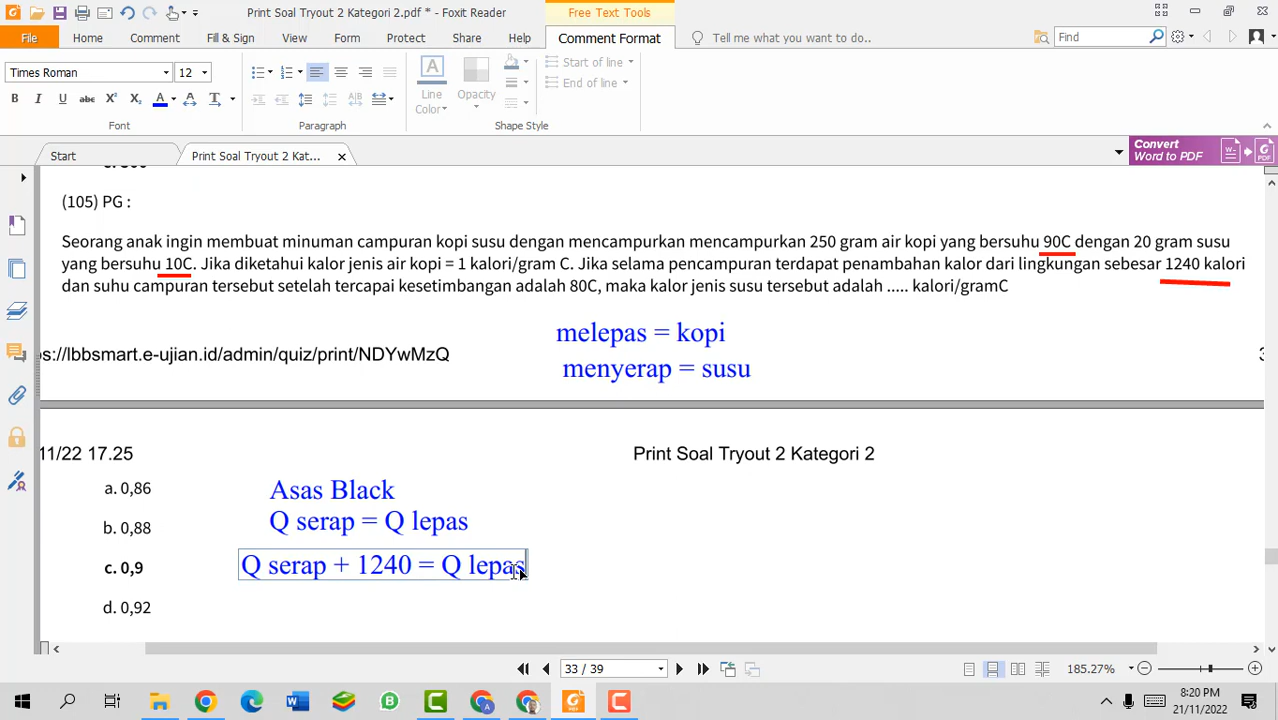 Print Soal Tryout 2 Kategori 2.pdf * - Foxit Reader
Free Text Tools
File Home Comment Fill & Sign View Form Protect Share Help Comment Format Tell me what you want to do... Find
Times Roman 12
Start of line
End of line
Line Color
Opacity
Font Paragraph Shape Style
Start
Print Soal Tryout 2 Kat...
Convert
Word to PDF
(105) PG :
Seorang anak ingin membuat minuman campuran kopi susu dengan mencampurkan mencampurkan 250 gram air kopi yang bersuhu 90C dengan 20 gram susu
yang bersuhu 10C. Jika diketahui kalor jenis air kopi = 1 kalori/gram C. Jika selama pencampuran terdapat penambahan kalor dari lingkungan sebesar 1240 kalori
dan suhu campuran tersebut setelah tercapai kesetimbangan adalah 80C, maka kalor jenis susu tersebut adalah ..... kalori/gramC
melepas = kopi
s://lbbsmart.e-ujian.id/admin/quiz/print/NDYwMzQ
menyerap = susu
11/22 17.25
Print Soal Tryout 2 Kategori 2
a. 0,86
Asas Black
b. 0,88
Q serap = Q lepas
c. 0,9
Q serap + 1240 = Q lepas
d. 0,92
33 / 39
185.27%
8:20 PM
21/11/2022